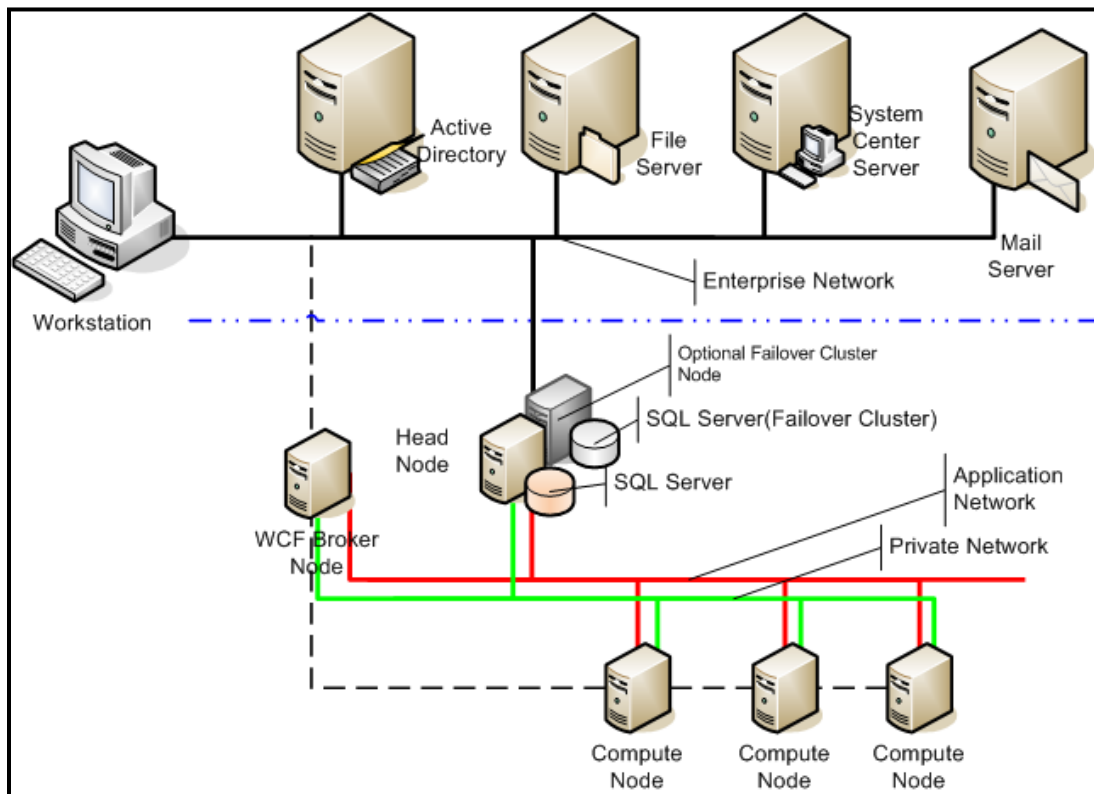 Active
Directory
File
Server
System
Center
Server
Mail
Server
Workstation
Enterprise Network
Optional Failover Cluster
Node
SQL Server(Failover Cluster)
Head
Node
SQL Server
Application
Network
WCF Broker
Node
Private Network
Compute
Node
Compute
Node
Compute
Node